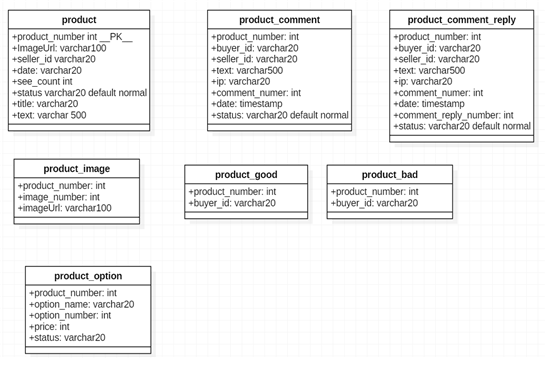 product
+product_number int __PK__
+ImageUrl: varchar100
+seller_id varchar20
+date: varchar20
+see_count int
+status varchar20 default normal
+title: varchar20
+text: varchar 500
product_comment
+product_number: int
+buyer_id: varchar20
+seller_id: varchar20
+text: varchar500
+ip: varchar20
+comment_numer: int
+date: timestamp
+status: varchar20 default normal
product_comment_reply
+product_number: int
+buyer_id: varchar20
+seller_id: varchar20
+text: varchar500
+ip: varchar20
+comment_numer: int
+date: timestamp
+comment_reply_number: int
+status: varchar20 default normal
product_image
+product_number: int
+image_number: int
+imageUrl: varchar100
product_good
+product_number: int
+buyer_id: varchar20
product_bad
+product_number: int
+buyer_id: varchar20
product_option
+product_number: int
+option_name: varchar20
+option_number: int
+price: int
+status: varchar20